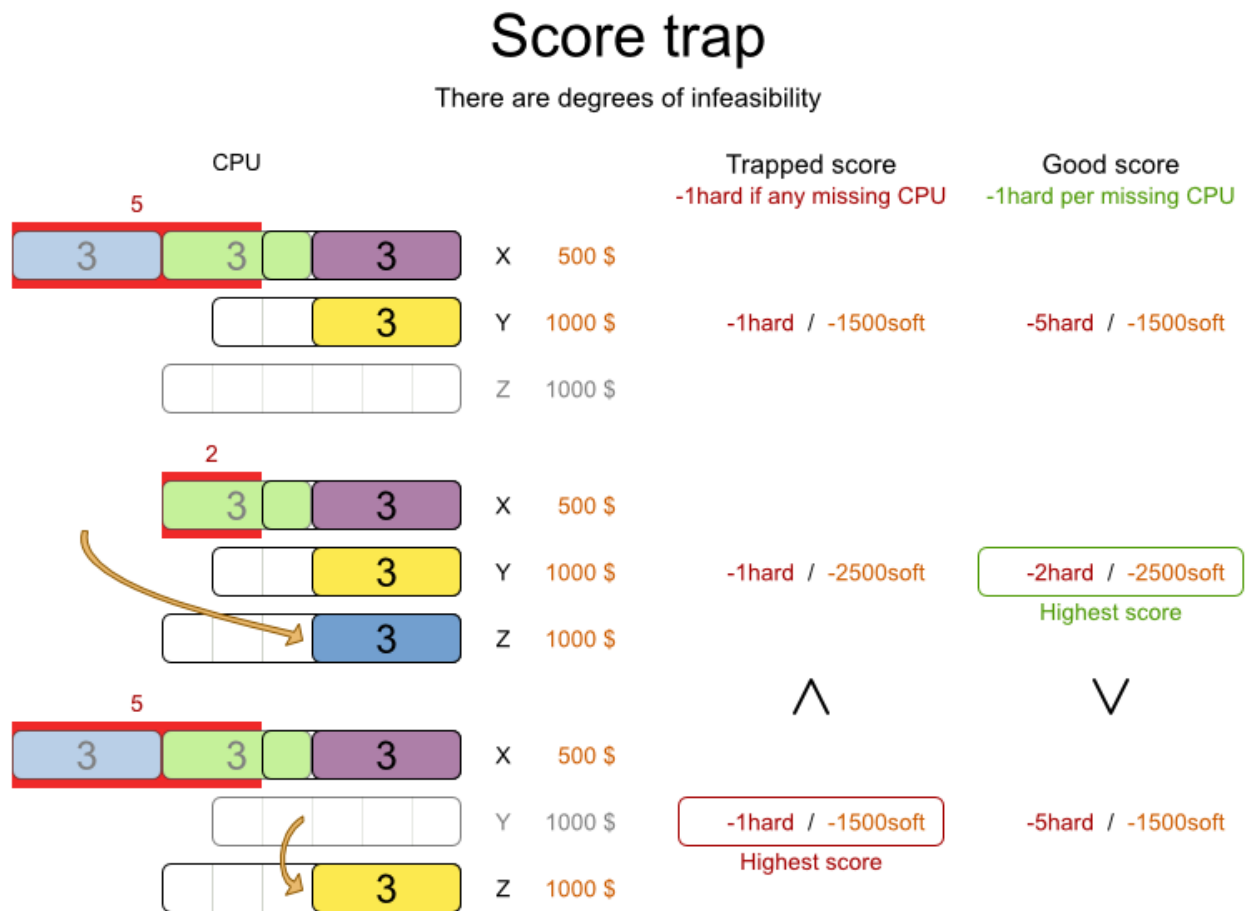 Score trap
There are degrees of infeasibility
CPU Trapped score Good score
-1hard if any missing CPU -1hard per missing CPU
5
3 3 3 X 500 $
3 Y 1000 $ -1hard / -1500soft -5hard / -1500soft
Z 1000 $
2
3 3 X 500 $
3 Y 1000 $ -1hard / -2500soft -2hard / -2500soft
Highest score
3 Z 1000 $
5
3 3 3 X 500 $
Y 1000 $ -1hard / -1500soft -5hard / -1500soft
Highest score
3 Z 1000 $